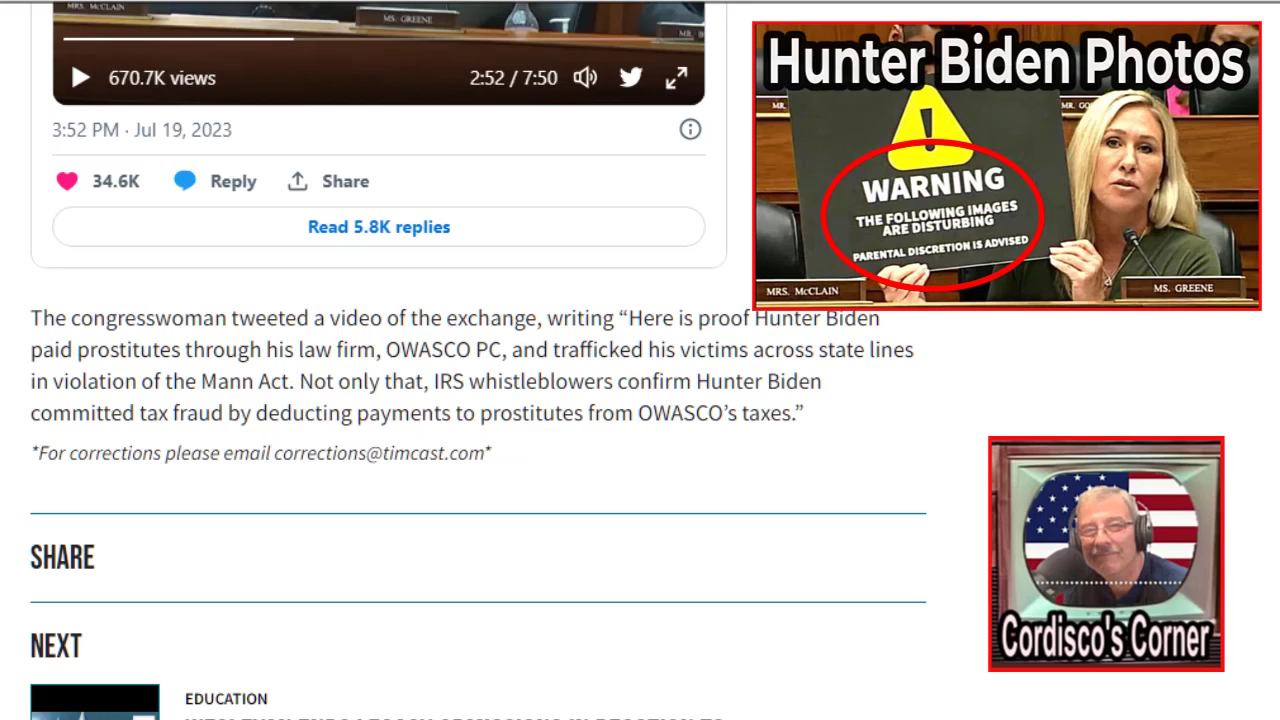 MRS. McCLAIN
MS. GREENE
670.7K views
2:52 / 7:50
3:52 PM · Jul 19, 2023
34.6K
Reply
Share
Read 5.8K replies
Hunter Biden Photos
MR.
WARNING
THE FOLLOWING IMAGES
ARE DISTURBING
PARENTAL DISCRETION IS ADVISED
MRS. McCLAIN
MS. GREENE
The congresswoman tweeted a video of the exchange, writing “Here is proof Hunter Biden
paid prostitutes through his law firm, OWASCO PC, and trafficked his victims across state lines
in violation of the Mann Act. Not only that, IRS whistleblowers confirm Hunter Biden
committed tax fraud by deducting payments to prostitutes from OWASCO’s taxes.”
*For corrections please email corrections@timcast.com*
SHARE
NEXT
Cordisco's Corner
EDUCATION